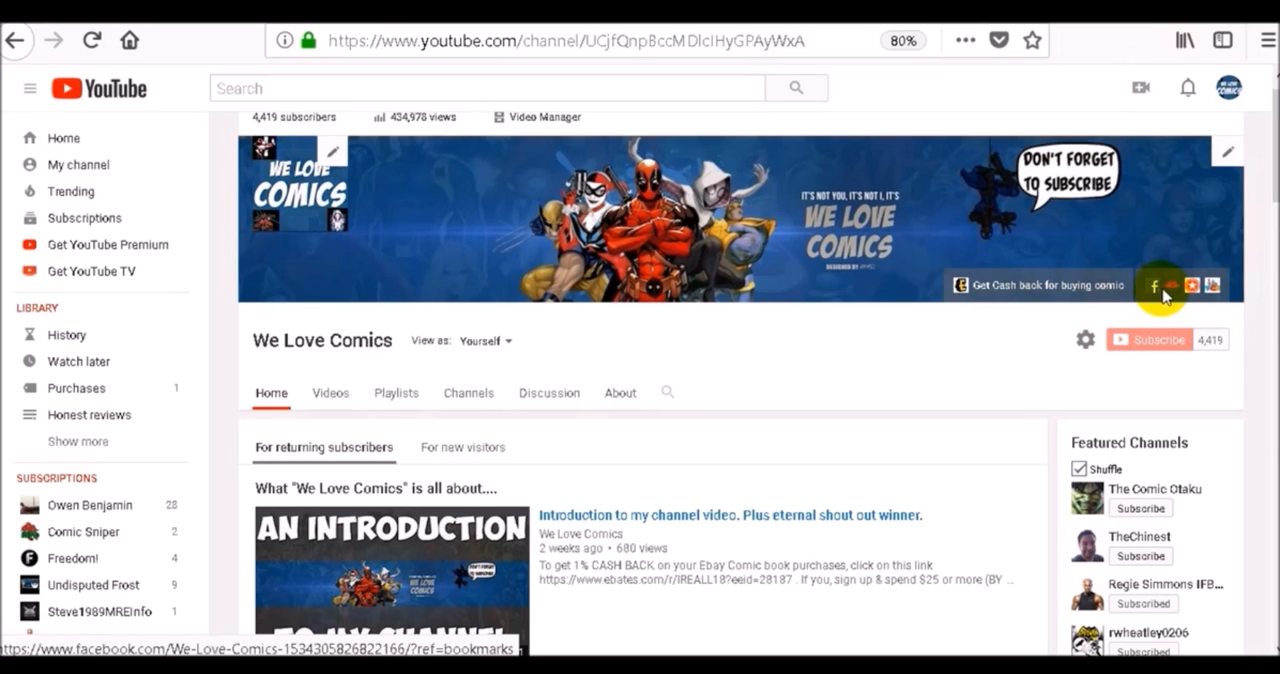 https://www.youtube.com/channel/UCjfQnpBccMDlcIHyGPAyWxA
80%
YouTube
Search
4,419 subscribers
434,978 views
Video Manager
Home
My channel
Trending
Subscriptions
Get YouTube Premium
Get YouTube TV
LIBRARY
History
Watch later
Purchases 1
Honest reviews
Show more
SUBSCRIPTIONS
Owen Benjamin 28
Comic Sniper 2
Freedom! 4
Undisputed Frost 9
Steve1989MREInfo 1
WE LOVE
COMICS
IT'S NOT YOU, IT'S NOT I, IT'S
WE LOVE
COMICS
DESIGNED BY
DON'T FORGET
TO SUBSCRIBE
Get Cash back for buying comic
We Love Comics
View as: Yourself
Subscribe 4,419
Home Videos Playlists Channels Discussion About
For returning subscribers
For new visitors
What "We Love Comics" is all about....
AN INTRODUCTION
TO MY CHANNEL
Introduction to my channel video. Plus eternal shout out winner.
We Love Comics
2 weeks ago • 680 views
To get 1% CASH BACK on your Ebay Comic book purchases, click on this link
https://www.ebates.com/r/IREALL18?eeid=28187 . If you, sign up & spend $25 or more (BY ...
Featured Channels
Shuffle
The Comic Otaku
Subscribe
TheChinest
Subscribe
Regie Simmons IFB...
Subscribed
rwheatley0206
Subscribed
https://www.facebook.com/We-Love-Comics-1534305826822166/?ref=bookmarks